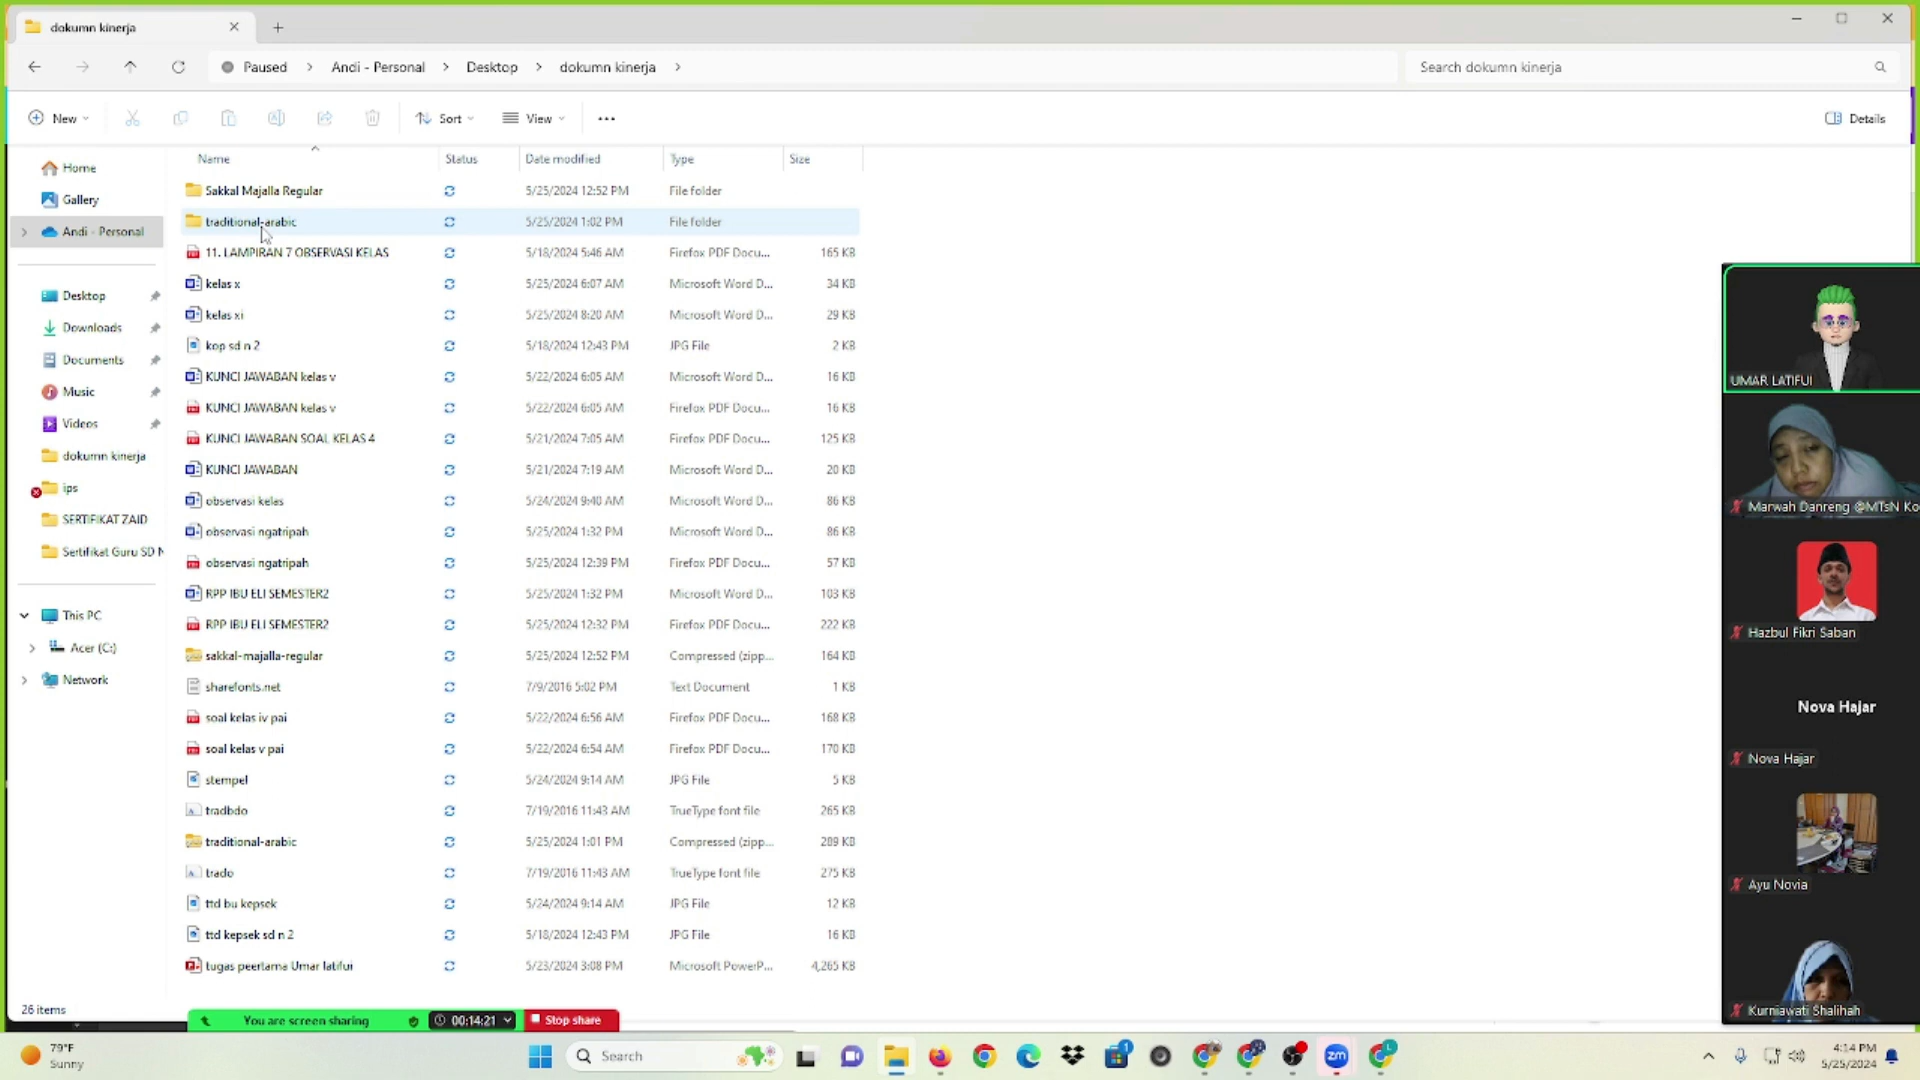 dokumn kinerja
Paused > Andi - Personal > Desktop > dokumn kinerja >
Search dokumn kinerja
New
Sort
View
Details
Name Status Date modified Type Size
Home
Gallery
Andi - Personal
Desktop
Downloads
Documents
Music
Videos
dokumn kinerja
ips
SERTIFIKAT ZAID
Sertifikat Guru SD N
This PC
Acer (C:)
Network
Sakkal Majalla Regular 5/25/2024 12:52 PM File folder
traditional-arabic 5/25/2024 1:02 PM File folder
11. LAMPIRAN 7 OBSERVASI KELAS 5/18/2024 5:46 AM Firefox PDF Docu... 165 KB
kelas x 5/25/2024 6:07 AM Microsoft Word D... 34 KB
kelas xi 5/25/2024 8:20 AM Microsoft Word D... 29 KB
kop sd n 2 5/18/2024 12:43 PM JPG File 2 KB
KUNCI JAWABAN kelas v 5/22/2024 6:05 AM Microsoft Word D... 16 KB
KUNCI JAWABAN kelas v 5/22/2024 6:05 AM Firefox PDF Docu... 16 KB
KUNCI JAWABAN SOAL KELAS 4 5/21/2024 7:05 AM Firefox PDF Docu... 125 KB
KUNCI JAWABAN 5/21/2024 7:19 AM Microsoft Word D... 20 KB
observasi kelas 5/24/2024 9:40 AM Microsoft Word D... 86 KB
observasi ngatripah 5/25/2024 1:32 PM Microsoft Word D... 86 KB
observasi ngatripah 5/25/2024 12:39 PM Firefox PDF Docu... 57 KB
RPP IBU ELI SEMESTER2 5/25/2024 1:32 PM Microsoft Word D... 103 KB
RPP IBU ELI SEMESTER2 5/25/2024 12:32 PM Firefox PDF Docu... 222 KB
sakkal-majalla-regular 5/25/2024 12:52 PM Compressed (zipp... 164 KB
sharefonts.net 7/9/2016 5:02 PM Text Document 1 KB
soal kelas iv pai 5/22/2024 6:56 AM Firefox PDF Docu... 168 KB
soal kelas v pai 5/22/2024 6:54 AM Firefox PDF Docu... 170 KB
stempel 5/24/2024 9:14 AM JPG File 5 KB
tradbdo 7/19/2016 11:43 AM TrueType font file 265 KB
traditional-arabic 5/25/2024 1:01 PM Compressed (zipp... 289 KB
trado 7/19/2016 11:43 AM TrueType font file 275 KB
ttd bu kepsek 5/24/2024 9:14 AM JPG File 12 KB
ttd kepsek sd n 2 5/18/2024 12:43 PM JPG File 16 KB
tugas peertama Umar latifui 5/23/2024 3:08 PM Microsoft PowerP... 4,265 KB
26 items
You are screen sharing 00:14:21 Stop share
UMAR LATIFUI
Marwah Danreng @MTsN Ko
Hazbul Fikri Saban
Nova Hajar
Nova Hajar
Ayu Novia
Kurniawati Shalihah
79°F
Sunny
Search
zm
1
L
4:14 PM
5/25/2024